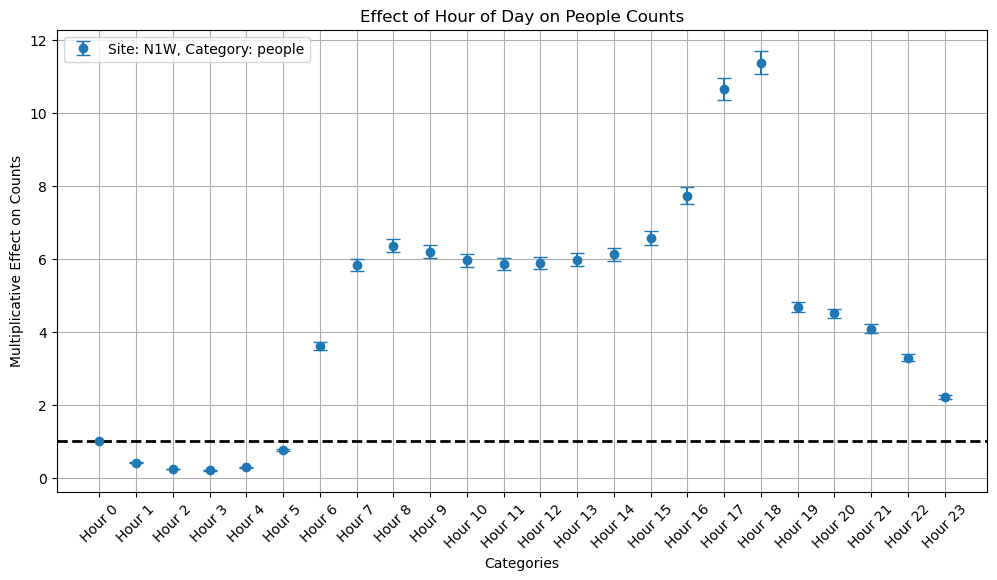 Effect of Hour of Day on People Counts
Site: N1W, Category: people
Multiplicative Effect on Counts
12
10
8
6
4
2
0
Hour 0
Hour 1
Hour 2
Hour 3
Hour 4
Hour 5
Hour 6
Hour 7
Hour 8
Hour 9
Hour 10
Hour 11
Hour 12
Hour 13
Hour 14
Hour 15
Hour 16
Hour 17
Hour 18
Hour 19
Hour 20
Hour 21
Hour 22
Hour 23
Categories